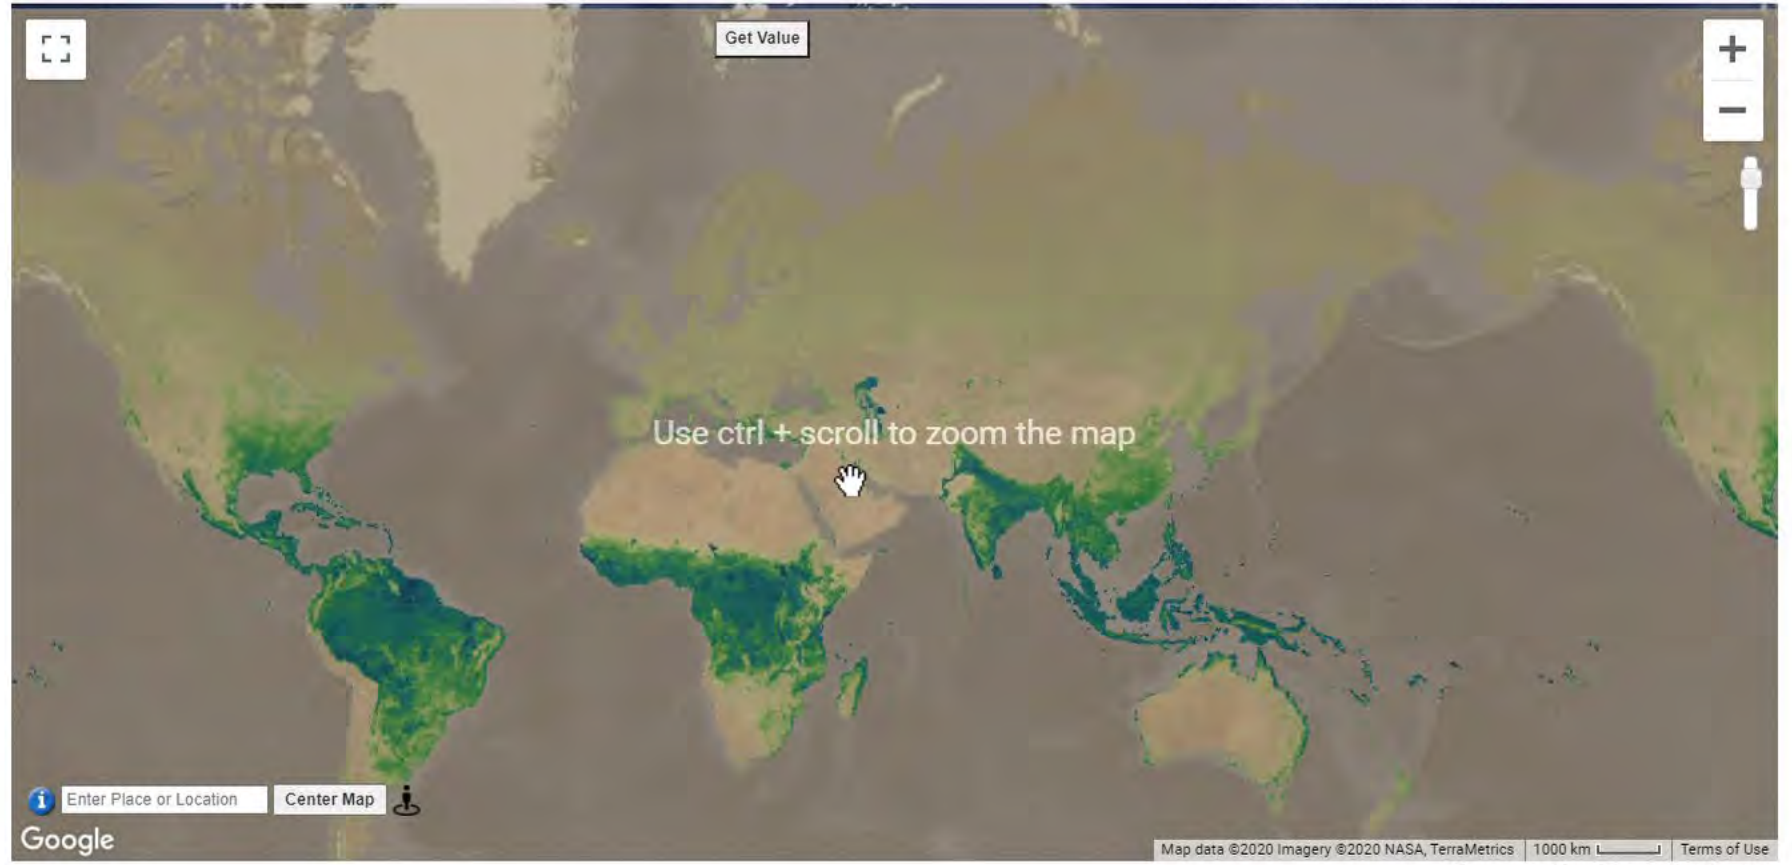 Get Value
Use ctrl + scroll to zoom the map
Enter Place or Location
Center Map
Google
Map data ©2020 Imagery ©2020 NASA, TerraMetrics
1000 km
Terms of Use